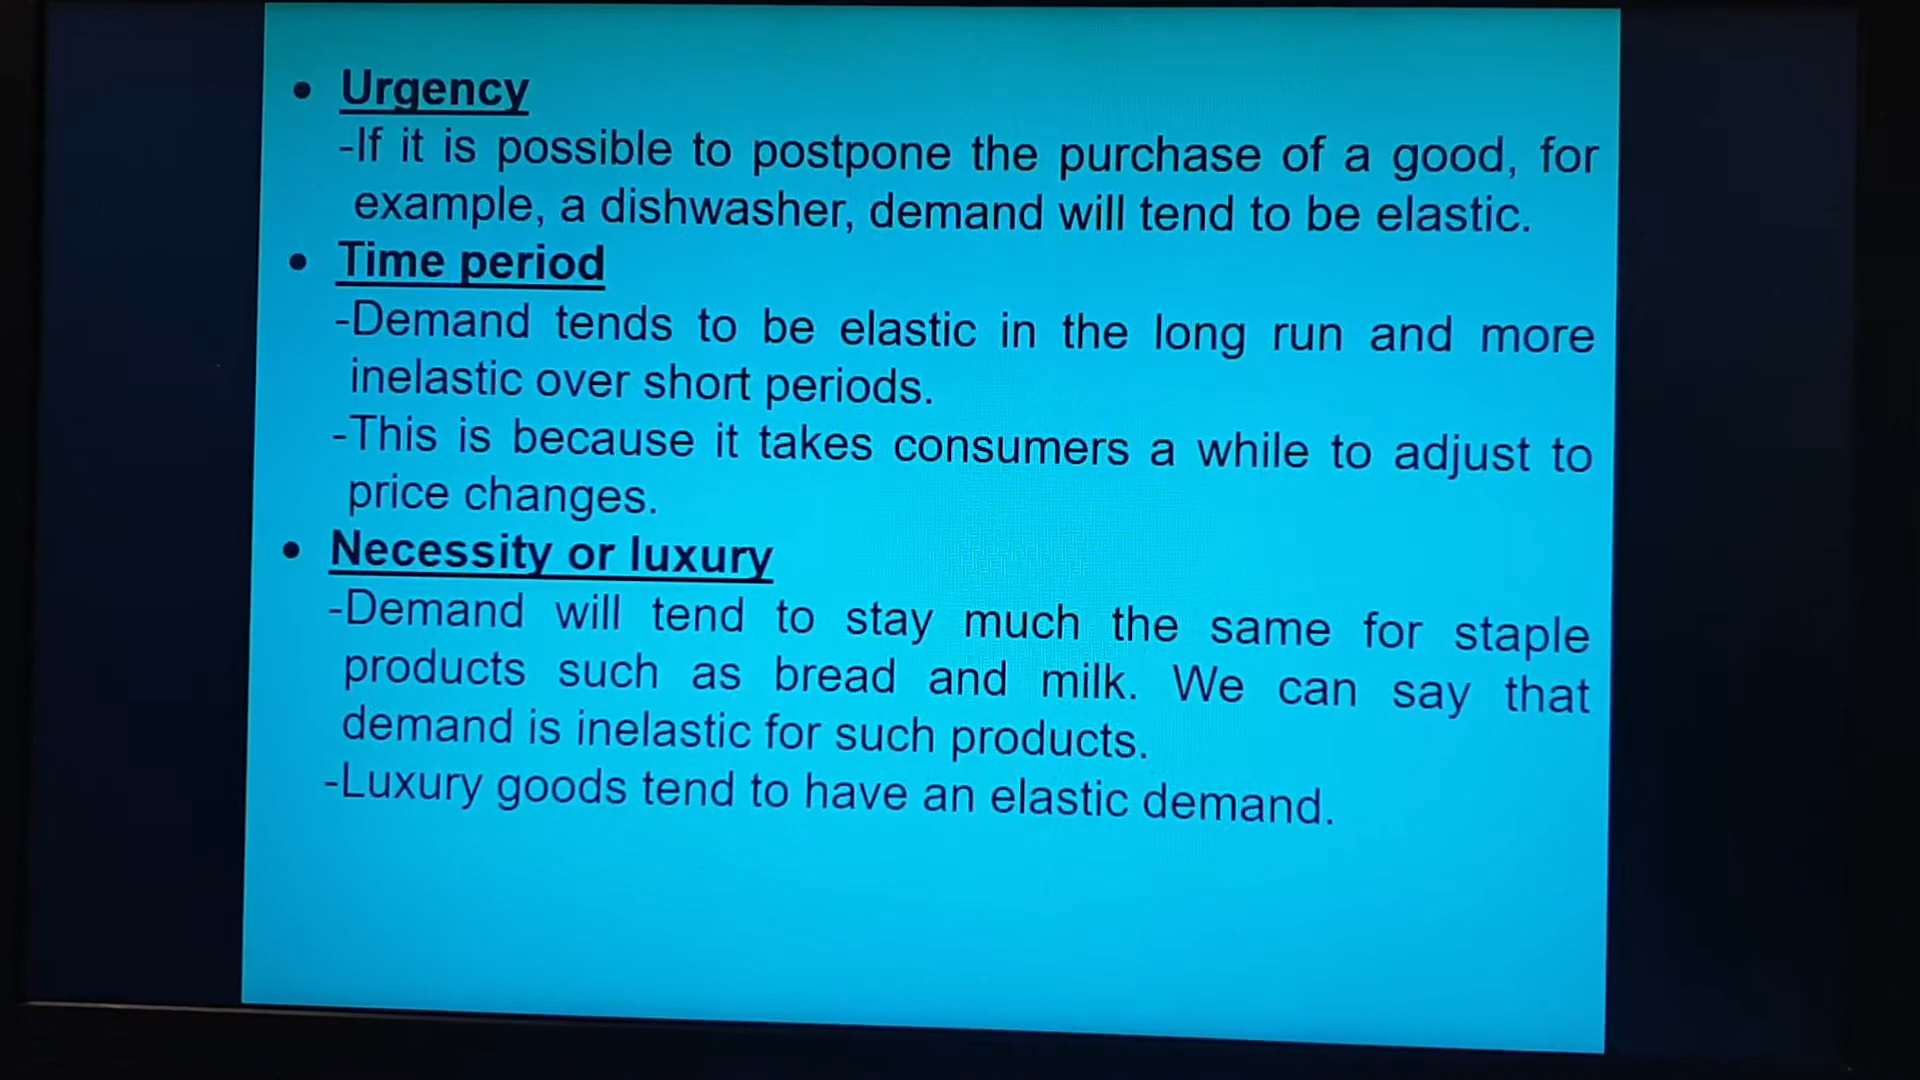 • Urgency
-If it is possible to postpone the purchase of a good, for
example, a dishwasher, demand will tend to be elastic.
• Time period
-Demand tends to be elastic in the long run and more
inelastic over short periods.
-This is because it takes consumers a while to adjust to
price changes.
• Necessity or luxury
-Demand will tend to stay much the same for staple
products such as bread and milk. We can say that
demand is inelastic for such products.
-Luxury goods tend to have an elastic demand.